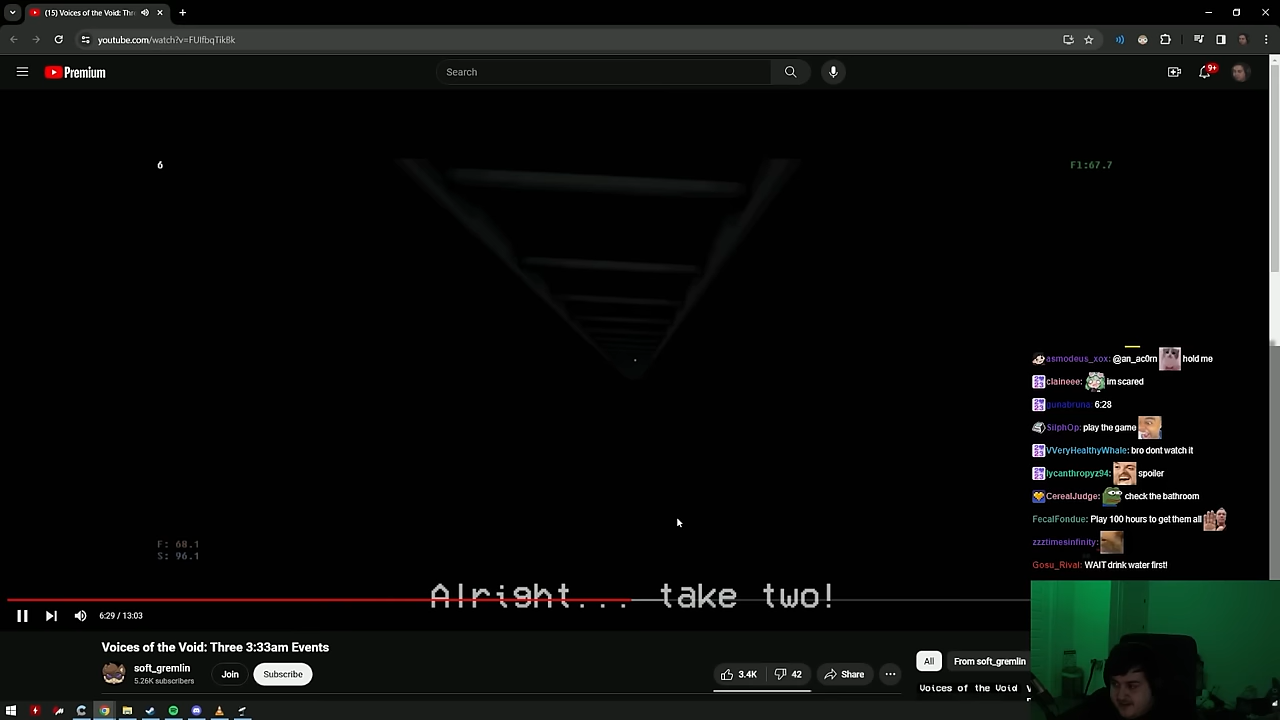 (15) Voices of the Void: Thre
youtube.com/watch?v=FUIfbqTikBk
Premium
Search
9+
6
F1:67.7
asmodeus_xox: @an_ac0rn hold me
claineee: im scared
gunabruna: 6:28
SilphOp: play the game
VVeryHealthyWhale: bro dont watch it
lycanthropyz94: spoiler
CerealJudge: check the bathroom
FecalFondue: Play 100 hours to get them all
zzztimesinfinity:
Gosu_Rival: WAIT drink water first!
F: 68.1
S: 96.1
Alright... take two!
6:29 / 13:03
Voices of the Void: Three 3:33am Events
soft_gremlin
5.26K subscribers
Join
Subscribe
3.4K
42
Share
All
From soft_gremlin
Voices of the Void